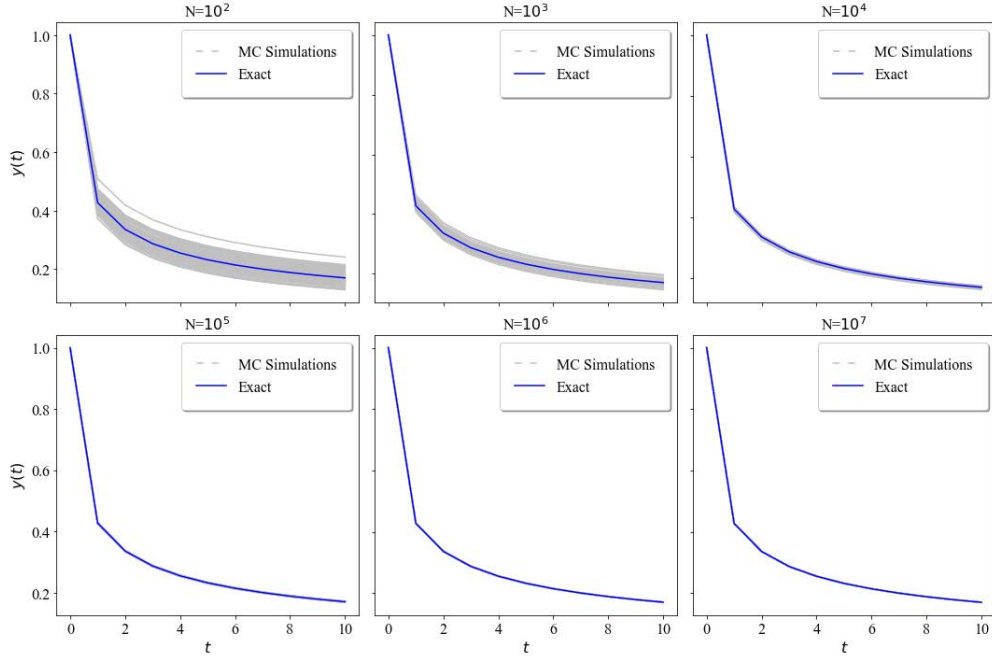 N=10²
N=10³
N=10⁴
MC Simulations
Exact
MC Simulations
Exact
MC Simulations
Exact
1.0
0.8
0.6
0.4
0.2
y(t)
N=10⁵
N=10⁶
N=10⁷
MC Simulations
Exact
MC Simulations
Exact
MC Simulations
Exact
1.0
0.8
0.6
0.4
0.2
y(t)
0 2 4 6 8 10
0 2 4 6 8 10
0 2 4 6 8 10
t
t
t